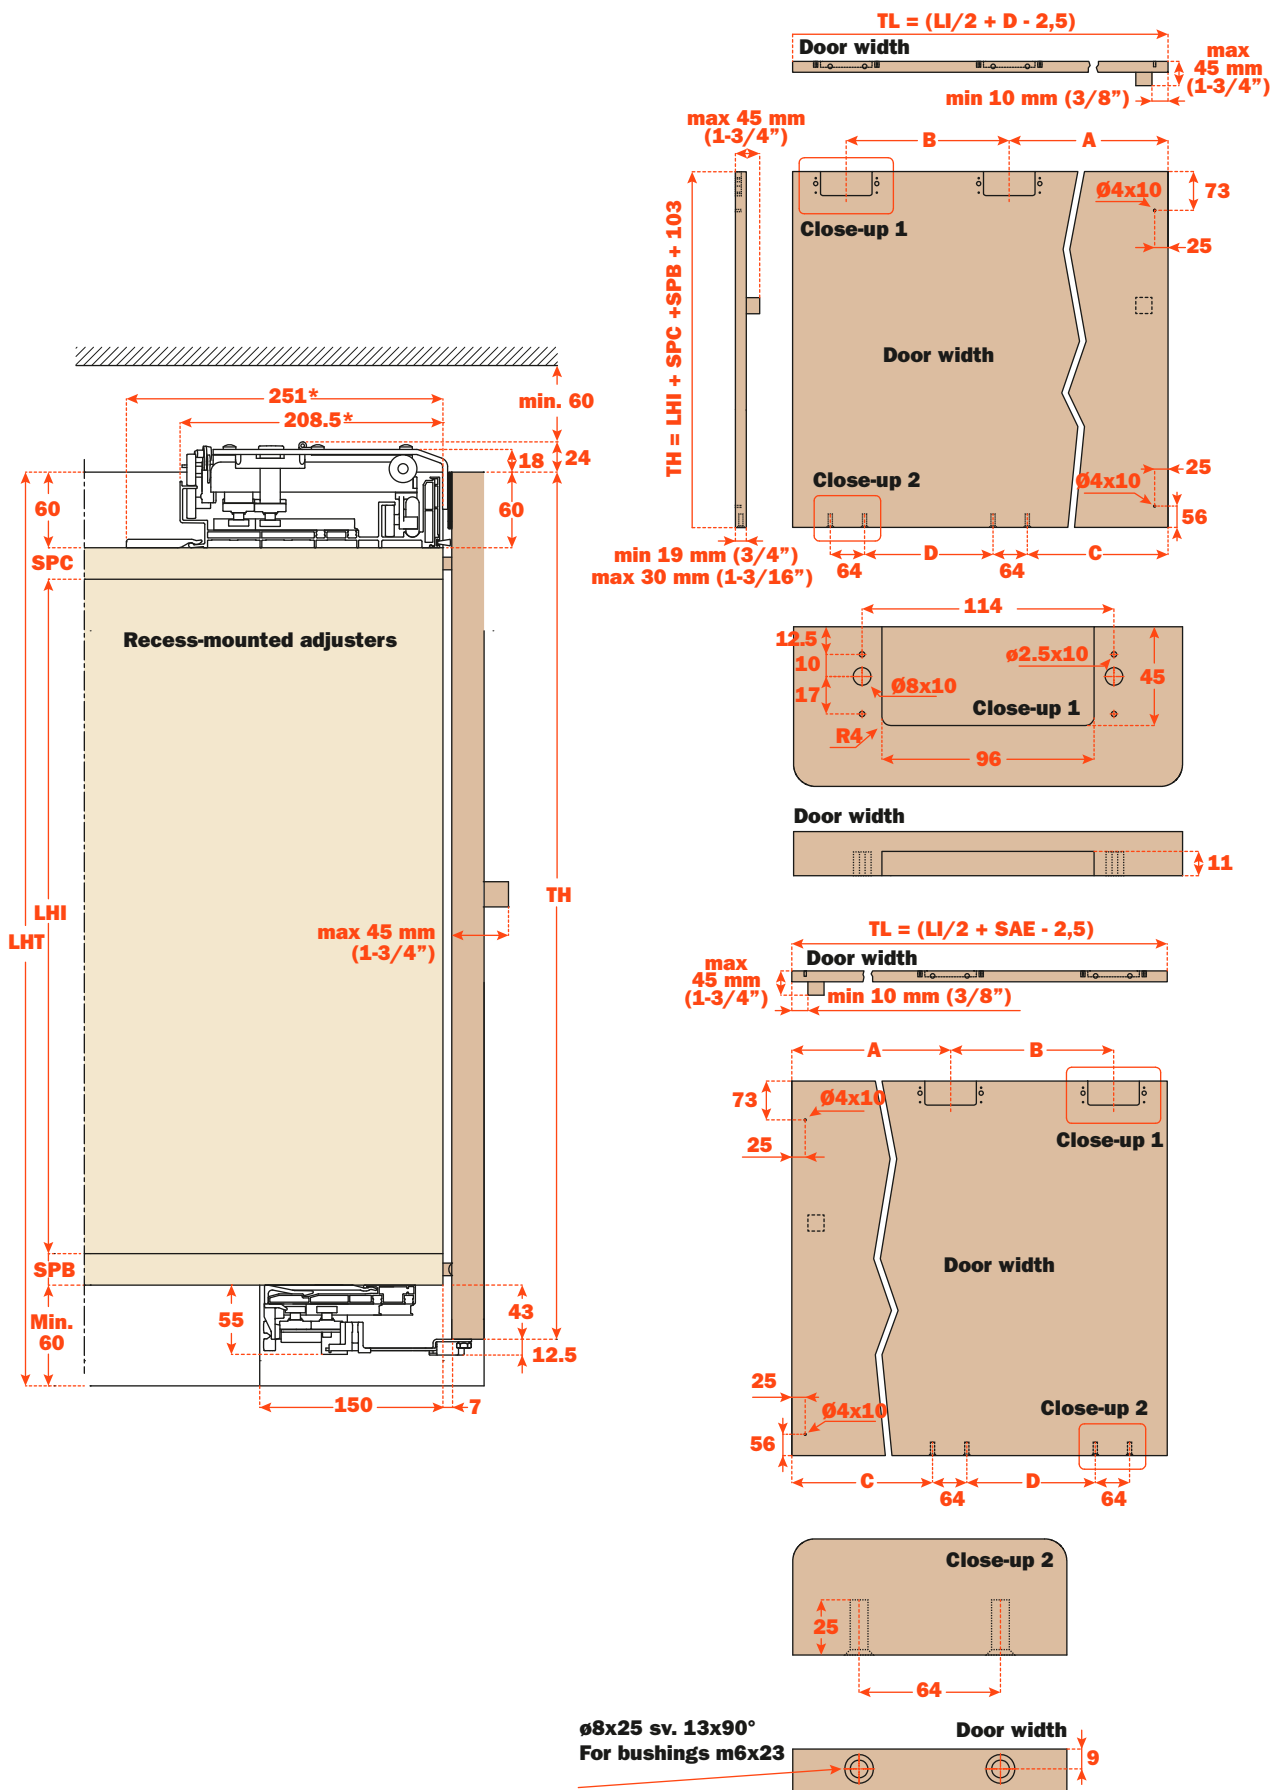 TL = (LI/2 + D - 2,5)
Door width
max
45 mm
(1-3/4”)
min 10 mm (3/8”)
max 45 mm
(1-3/4”)
B
A
Ø4x10
73
Close-up 1
25
TH = LHI + SPC +SPB + 103
Door width
Close-up 2
25
Ø4x10
56
min 19 mm (3/4”)
max 30 mm (1-3/16”)
64
D
64
C
251*
208.5*
min. 60
18
24
60
60
SPC
Recess-mounted adjusters
LHI
LHT
TH
max 45 mm
(1-3/4”)
SPB
Min.
60
55
43
12.5
150
7
114
12.5
10
17
ø2.5x10
Ø8x10
45
Close-up 1
R4
96
Door width
11
TL = (LI/2 + SAE - 2,5)
Door width
max
45 mm
(1-3/4”)
min 10 mm (3/8”)
A
B
73
Ø4x10
25
Close-up 1
Door width
25
Ø4x10
56
Close-up 2
C
64
D
64
Close-up 2
25
64
ø8x25 sv. 13x90°
For bushings m6x23
Door width
9